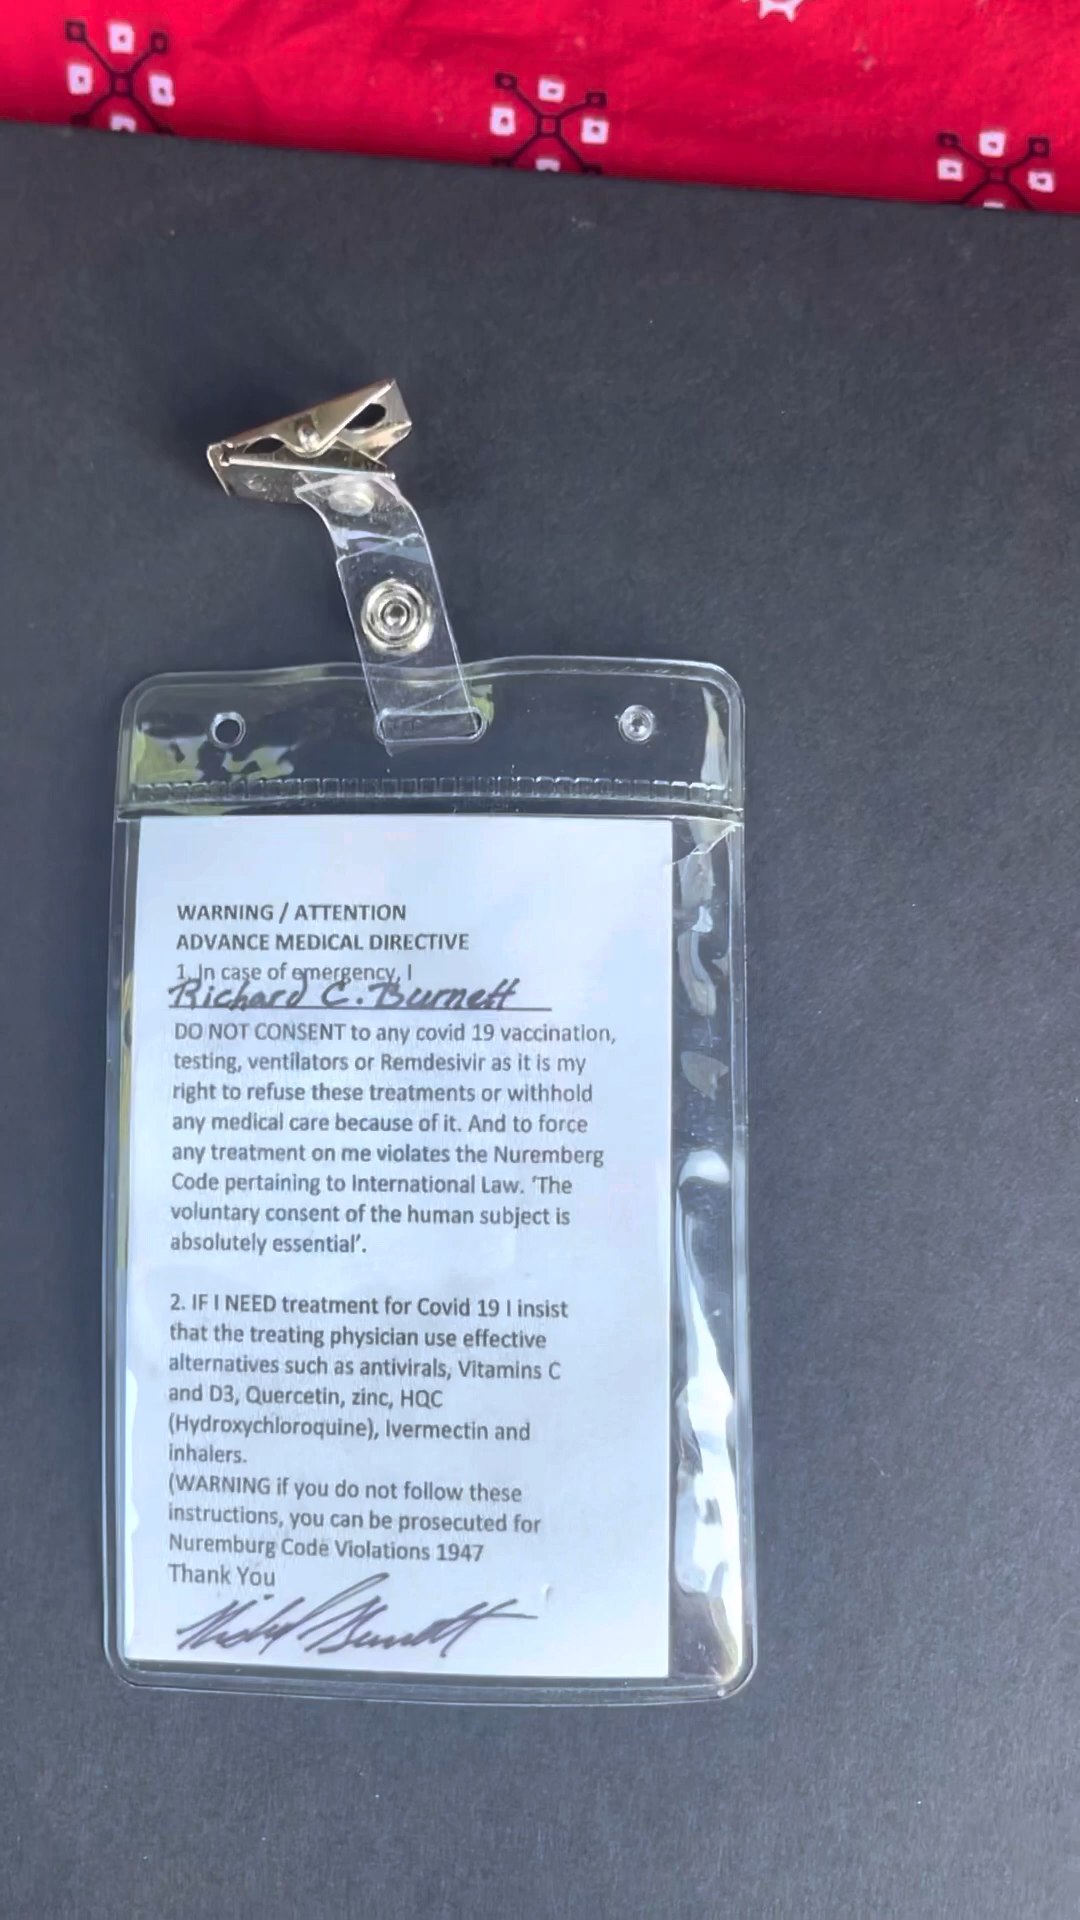 WARNING / ATTENTION
ADVANCE MEDICAL DIRECTIVE
1. In case of emergency, I
Richard C. Burnett
DO NOT CONSENT to any covid 19 vaccination,
testing, ventilators or Remdesivir as it is my
right to refuse these treatments or withhold
any medical care because of it. And to force
any treatment on me violates the Nuremberg
Code pertaining to International Law. 'The
voluntary consent of the human subject is
absolutely essential'.
2. IF I NEED treatment for Covid 19 I insist
that the treating physician use effective
alternatives such as antivirals, Vitamins C
and D3, Quercetin, zinc, HQC
(Hydroxychloroquine), Ivermectin and
inhalers.
(WARNING if you do not follow these
instructions, you can be prosecuted for
Nuremburg Code Violations 1947
Thank You